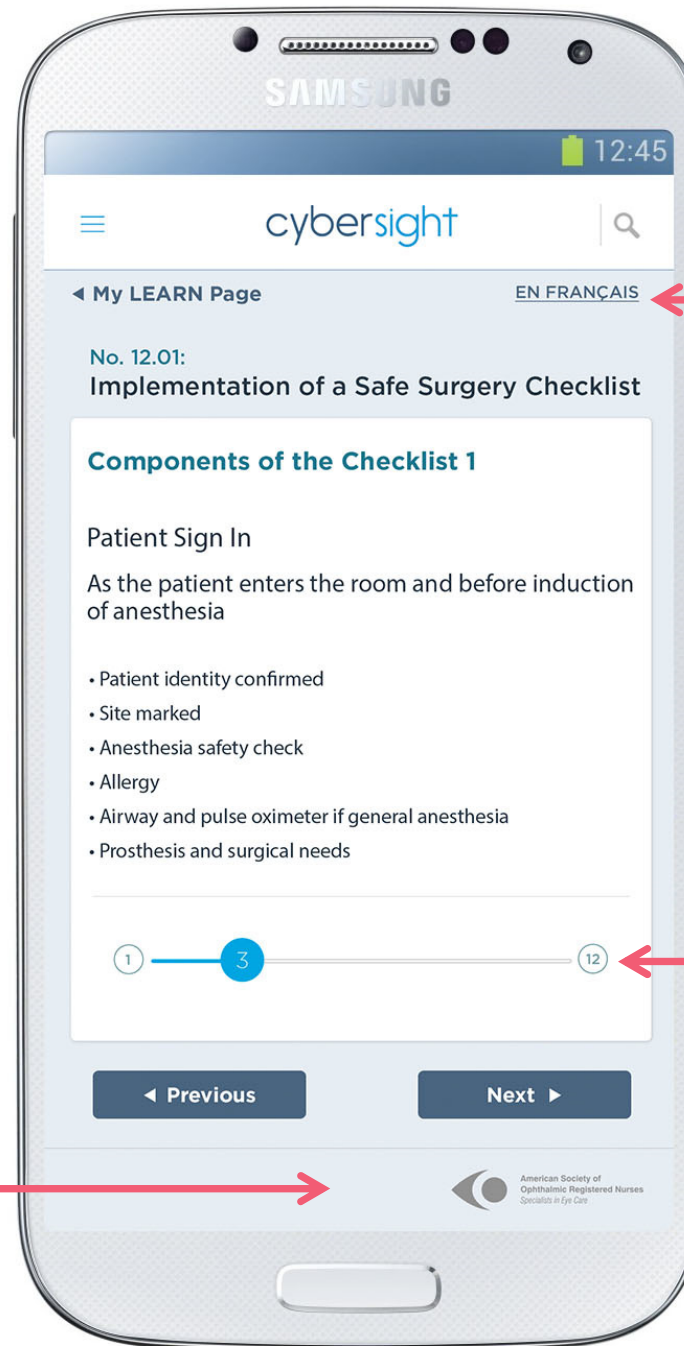 SAMSUNG
12:45
cybersight
◀ My LEARN Page
EN FRANÇAIS
No. 12.01:
Implementation of a Safe Surgery Checklist
Components of the Checklist 1
Patient Sign In
As the patient enters the room and before induction
of anesthesia
• Patient identity confirmed
• Site marked
• Anesthesia safety check
• Allergy
• Airway and pulse oximeter if general anesthesia
• Prosthesis and surgical needs
1
3
12
◀ Previous
Next ▶
American Society of
Ophthalmic Registered Nurses
Specialists in Eye Care